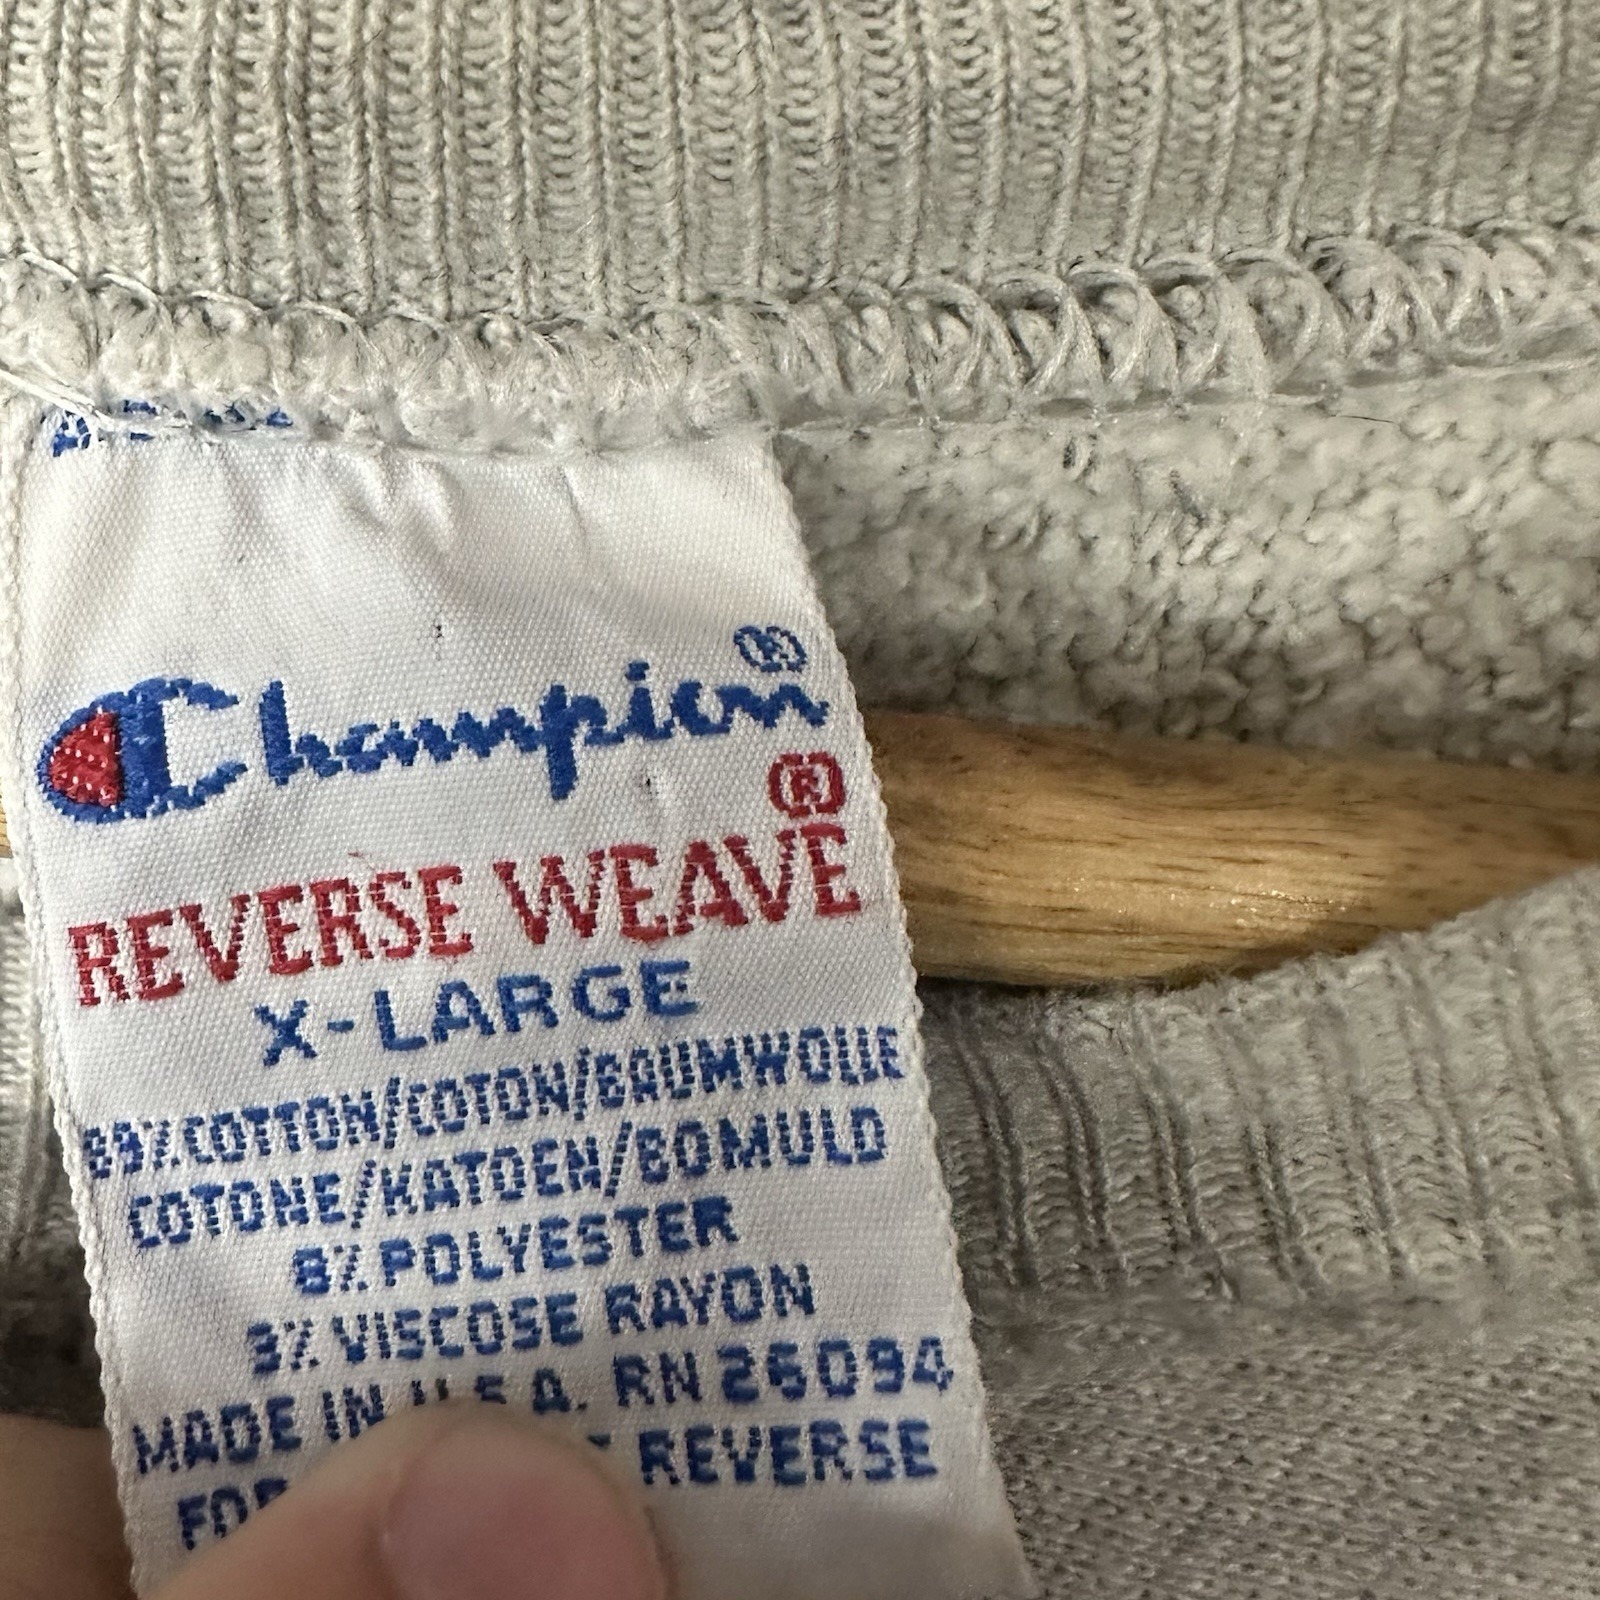 Champion®
®
REVERSE WEAVE
X-LARGE
89%COTTON/COTON/BAUMWOLLE
COTONE/KATOEN/BOMULD
8% POLYESTER
3% VISCOSE RAYON
MADE IN U.S.A. RN 26094
REVERSE